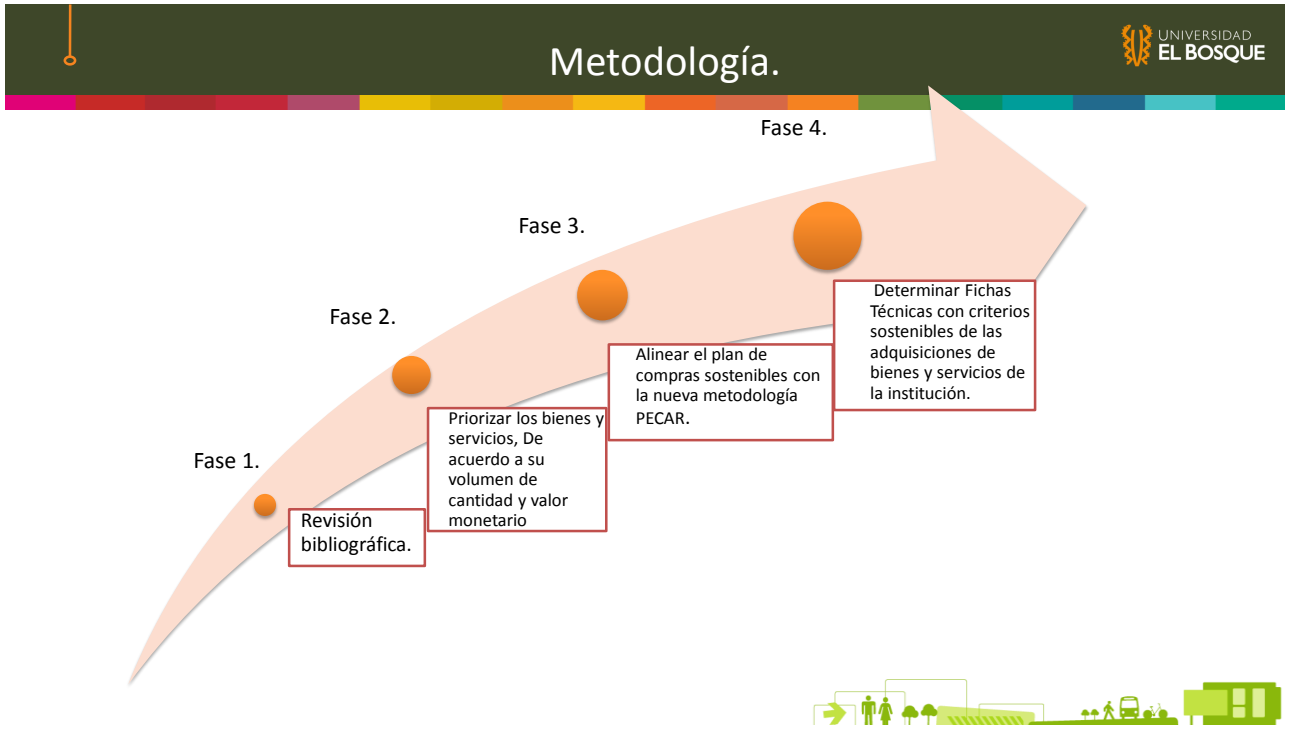 Metodología.
UNIVERSIDAD
EL BOSQUE
Fase 1.
Revisión
bibliográfica.
Fase 2.
Priorizar los bienes y
servicios, De
acuerdo a su
volumen de
cantidad y valor
monetario
Fase 3.
Alinear el plan de
compras sostenibles con
la nueva metodología
PECAR.
Fase 4.
Determinar Fichas
Técnicas con criterios
sostenibles de las
adquisiciones de
bienes y servicios de
la institución.